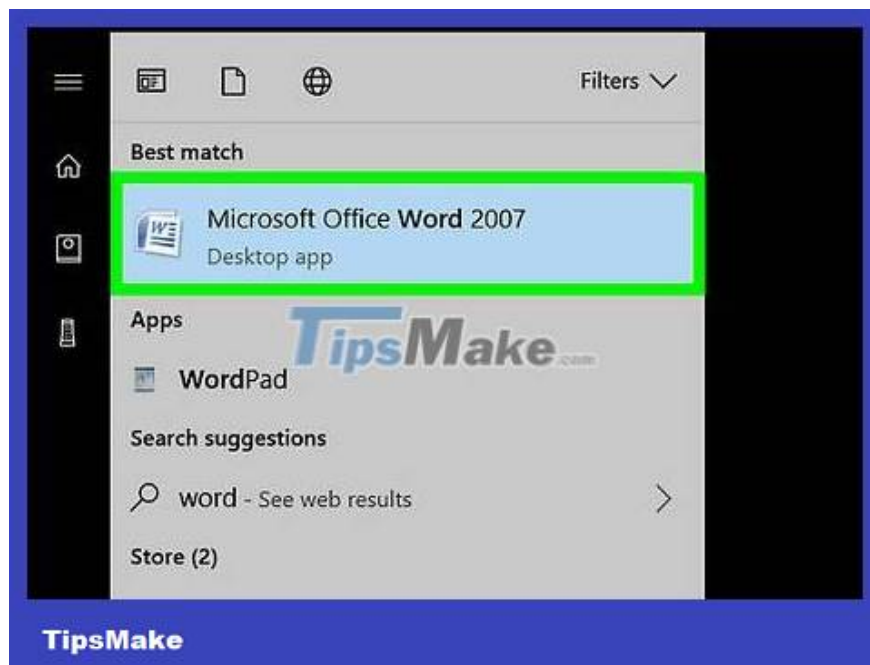 Filters
Best match
Microsoft Office Word 2007
Desktop app
Apps
TipsMake.com
WordPad
Search suggestions
word - See web results
Store (2)
TipsMake